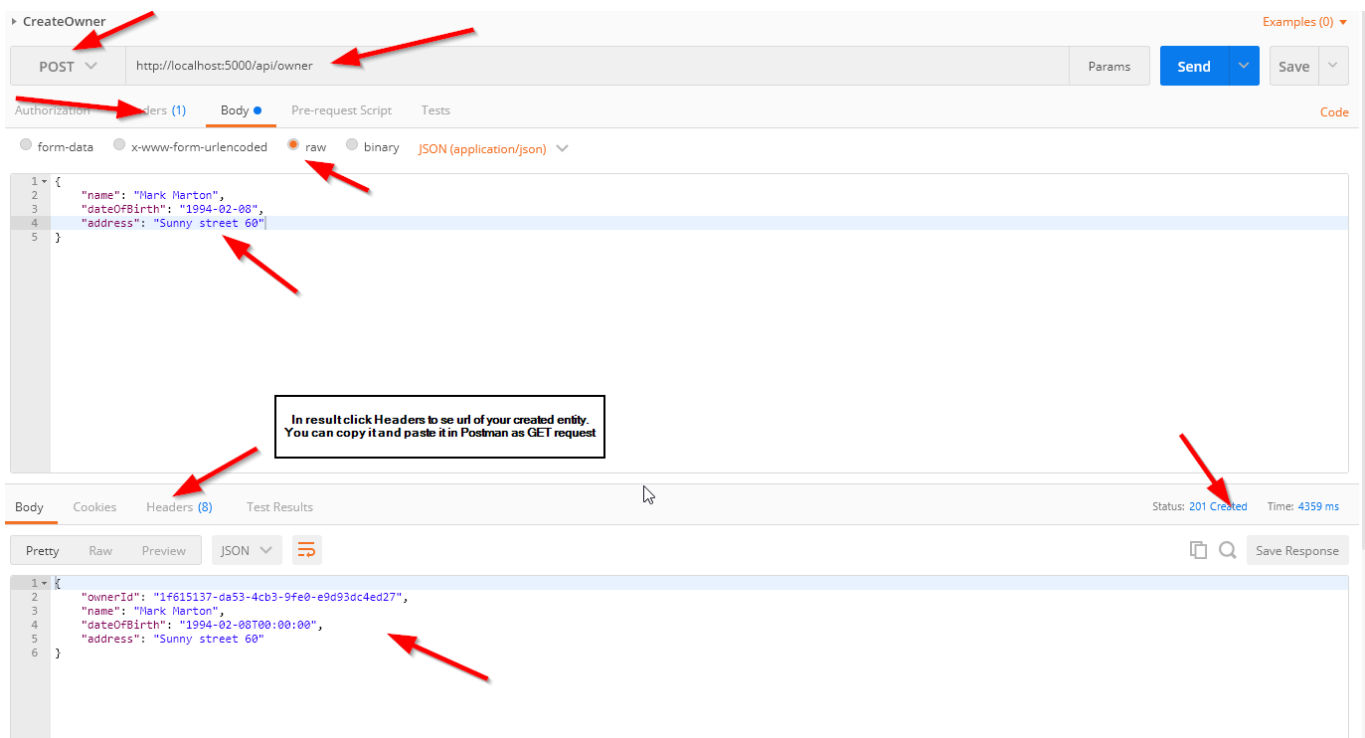 CreateOwner Examples (0)
POST http://localhost:5000/api/owner Params Send Save
Authorization ders (1) Body Pre-request Script Tests Code
form-data x-www-form-urlencoded raw binary JSON (application/json)
1 {
2 "name": "Mark Marton",
3 "dateOfBirth": "1994-02-08",
4 "address": "Sunny street 60"
5 }
In result click Headers to se url of your created entity.
You can copy it and paste it in Postman as GET request
Body Cookies Headers (8) Test Results Status: 201 Created Time: 4359 ms
Pretty Raw Preview JSON Save Response
1 {
2 "ownerId": "1f615137-da53-4cb3-9fe0-e9d93dc4ed27",
3 "name": "Mark Marton",
4 "dateOfBirth": "1994-02-08T00:00:00",
5 "address": "Sunny street 60"
6 }